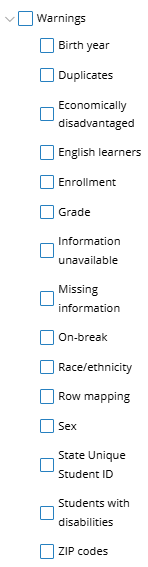 Warnings
Birth year
Duplicates
Economically
disadvantaged
English learners
Enrollment
Grade
Information
unavailable
Missing
information
On-break
Race/ethnicity
Row mapping
Sex
State Unique
Student ID
Students with
disabilities
ZIP codes